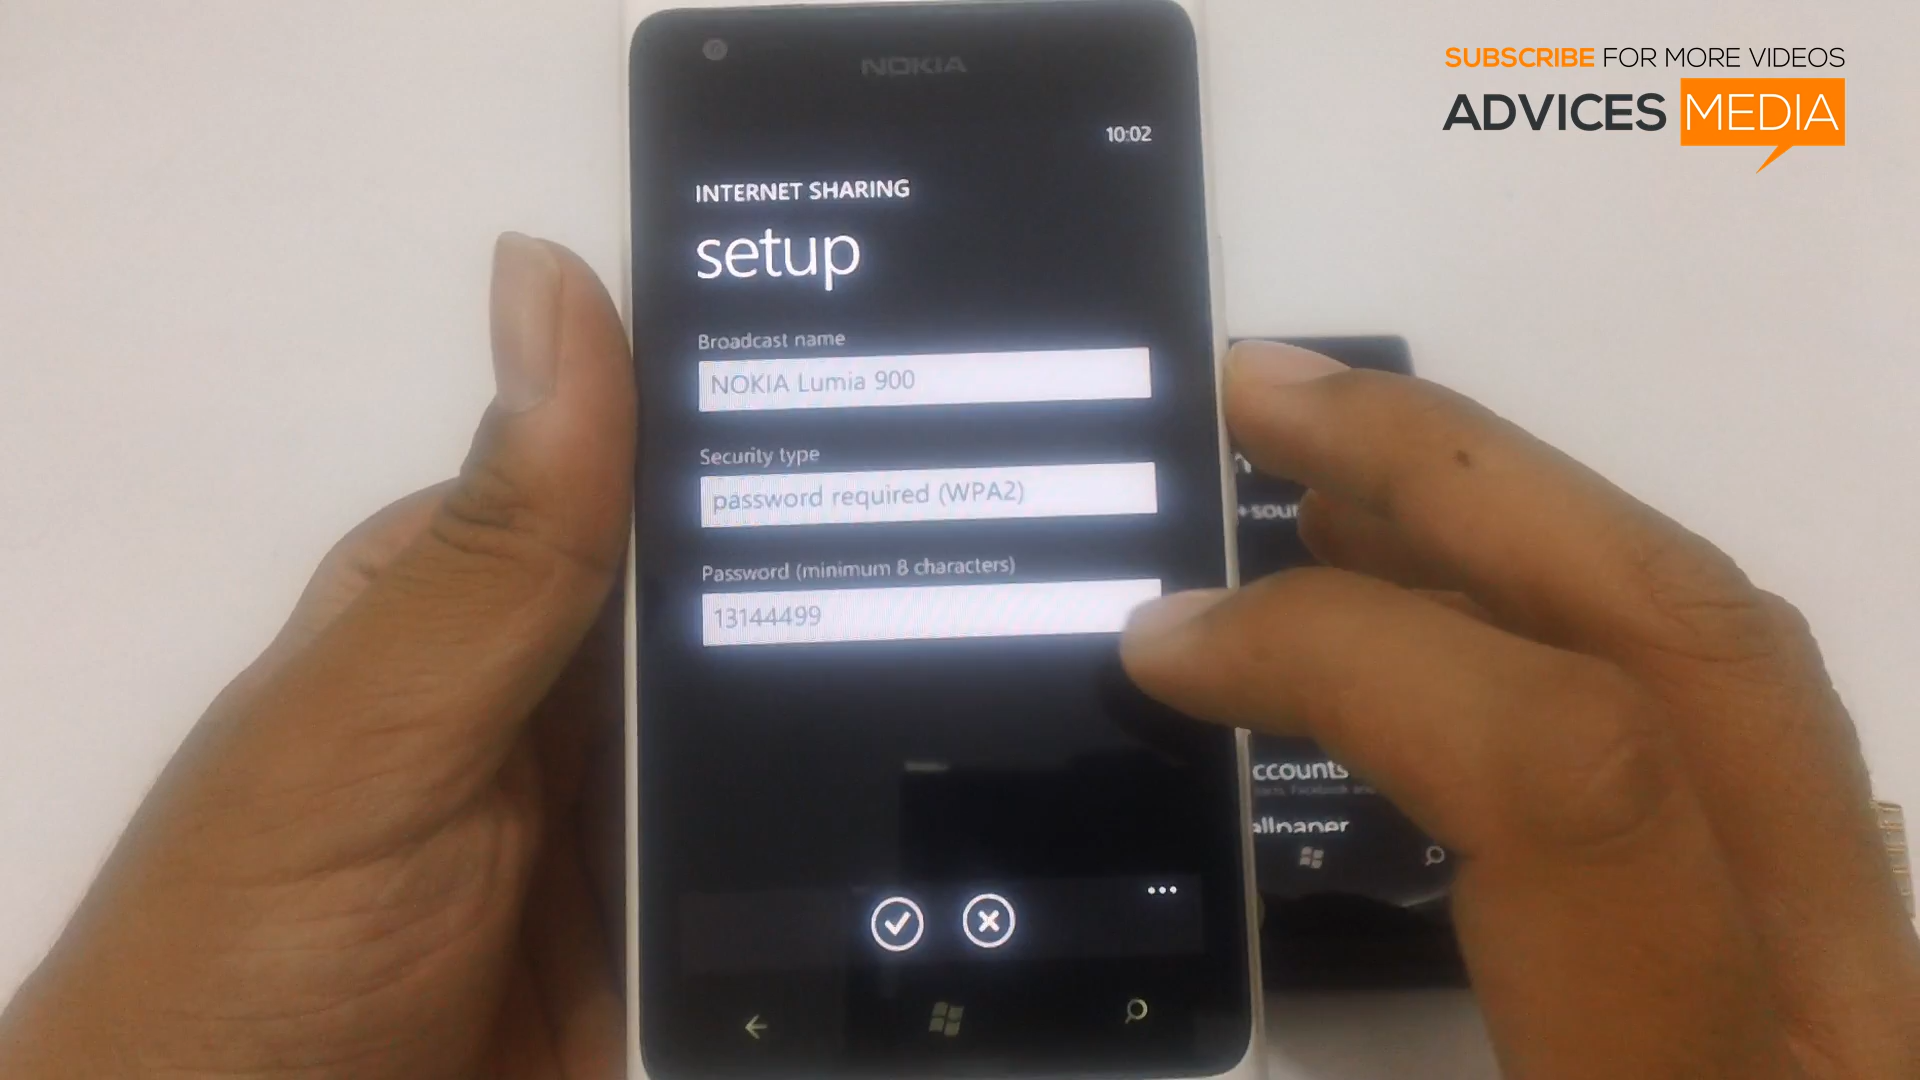 SUBSCRIBE FOR MORE VIDEOS
ADVICES MEDIA
NOKIA
10:02
INTERNET SHARING
setup
Broadcast name
NOKIA Lumia 900
Security type
password required (WPA2)
Password (minimum 8 characters)
13144499
+sour
ccounts
allpaper